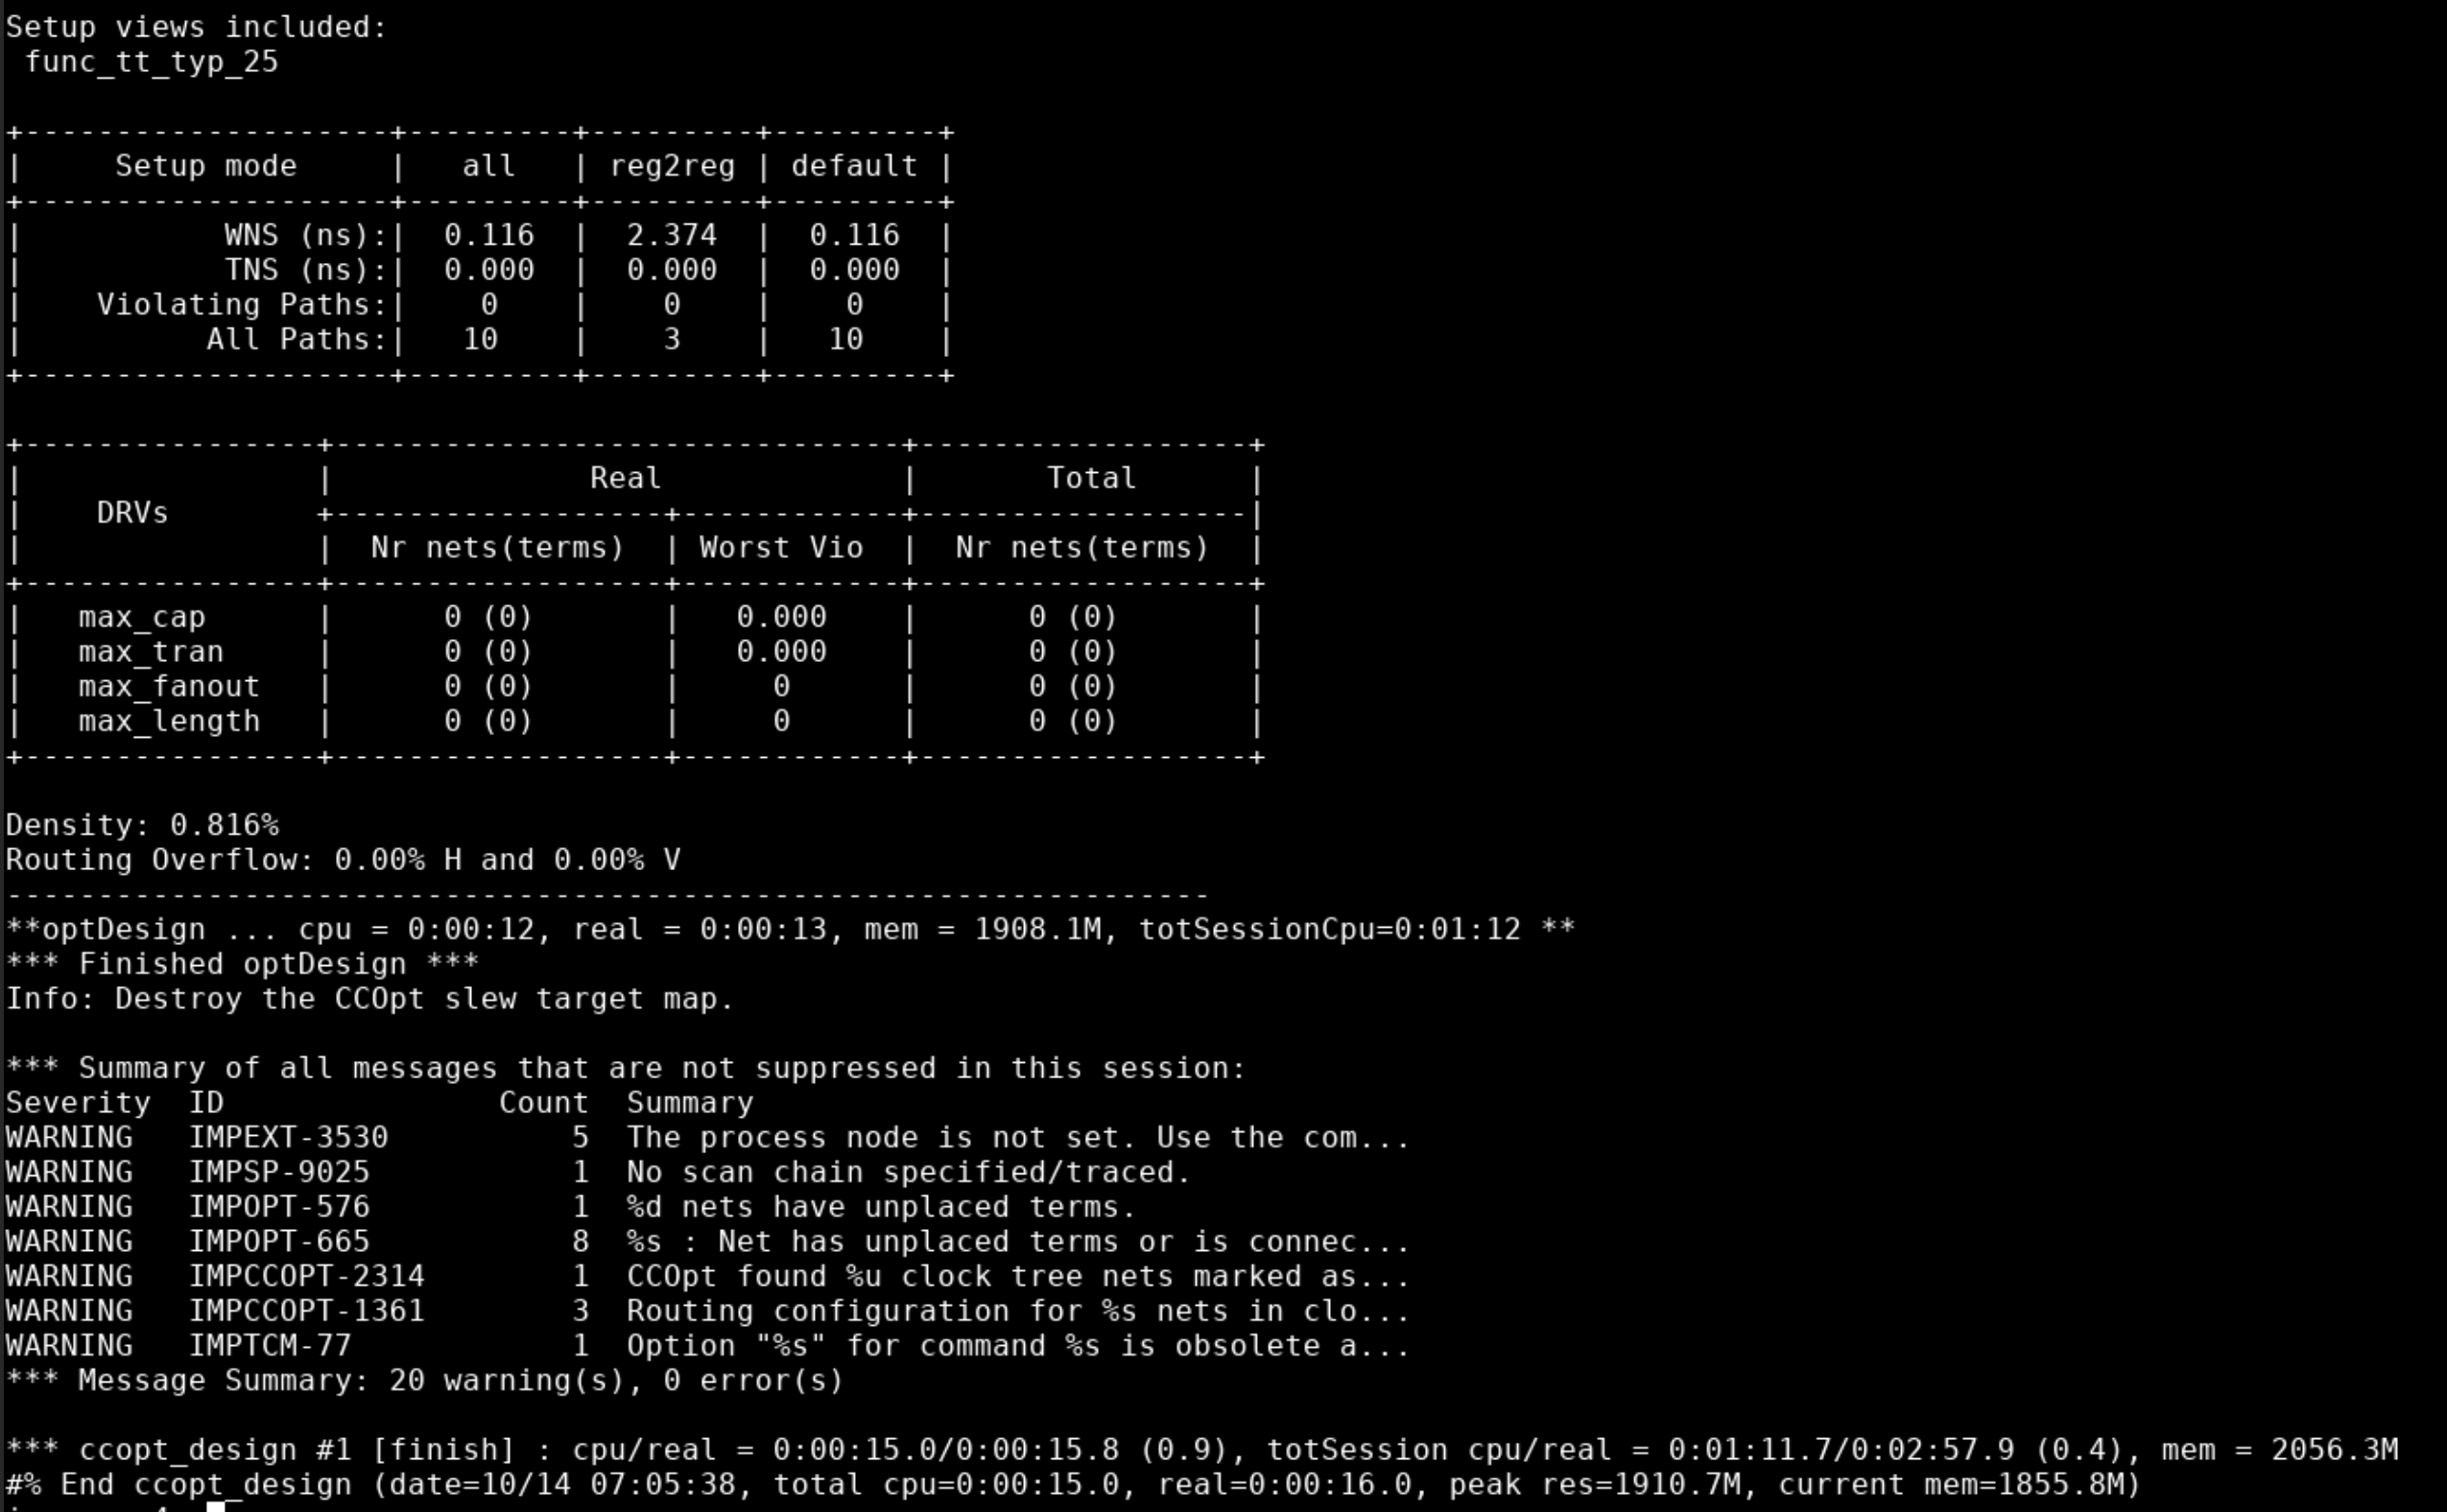 Setup views included:
 func_tt_typ_25

+--------------------+---------+---------+---------+
|     Setup mode     |   all   | reg2reg | default |
+--------------------+---------+---------+---------+
|           WNS (ns):|  0.116  |  2.374  |  0.116  |
|           TNS (ns):|  0.000  |  0.000  |  0.000  |
|    Violating Paths:|    0    |    0    |    0    |
|          All Paths:|   10    |    3    |   10    |
+--------------------+---------+---------+---------+

+----------------+-------------------------------+------------------+
|                |              Real             |       Total      |
|    DRVs        +------------------+------------+------------------|
|                |  Nr nets(terms)  | Worst Vio  |  Nr nets(terms)  |
+----------------+------------------+------------+------------------+
|   max_cap      |      0 (0)       |   0.000    |      0 (0)       |
|   max_tran     |      0 (0)       |   0.000    |      0 (0)       |
|   max_fanout   |      0 (0)       |     0      |      0 (0)       |
|   max_length   |      0 (0)       |     0      |      0 (0)       |
+----------------+------------------+------------+------------------+

Density: 0.816%
Routing Overflow: 0.00% H and 0.00% V
------------------------------------------------------------------
**optDesign ... cpu = 0:00:12, real = 0:00:13, mem = 1908.1M, totSessionCpu=0:01:12 **
*** Finished optDesign ***
Info: Destroy the CCOpt slew target map.

*** Summary of all messages that are not suppressed in this session:
Severity  ID               Count  Summary
WARNING   IMPEXT-3530          5  The process node is not set. Use the com...
WARNING   IMPSP-9025           1  No scan chain specified/traced.
WARNING   IMPOPT-576           1  %d nets have unplaced terms.
WARNING   IMPOPT-665           8  %s : Net has unplaced terms or is connec...
WARNING   IMPCCOPT-2314        1  CCOpt found %u clock tree nets marked as...
WARNING   IMPCCOPT-1361        3  Routing configuration for %s nets in clo...
WARNING   IMPTCM-77            1  Option "%s" for command %s is obsolete a...
*** Message Summary: 20 warning(s), 0 error(s)

*** ccopt_design #1 [finish] : cpu/real = 0:00:15.0/0:00:15.8 (0.9), totSession cpu/real = 0:01:11.7/0:02:57.9 (0.4), mem = 2056.3M
#% End ccopt_design (date=10/14 07:05:38, total cpu=0:00:15.0, real=0:00:16.0, peak res=1910.7M, current mem=1855.8M)